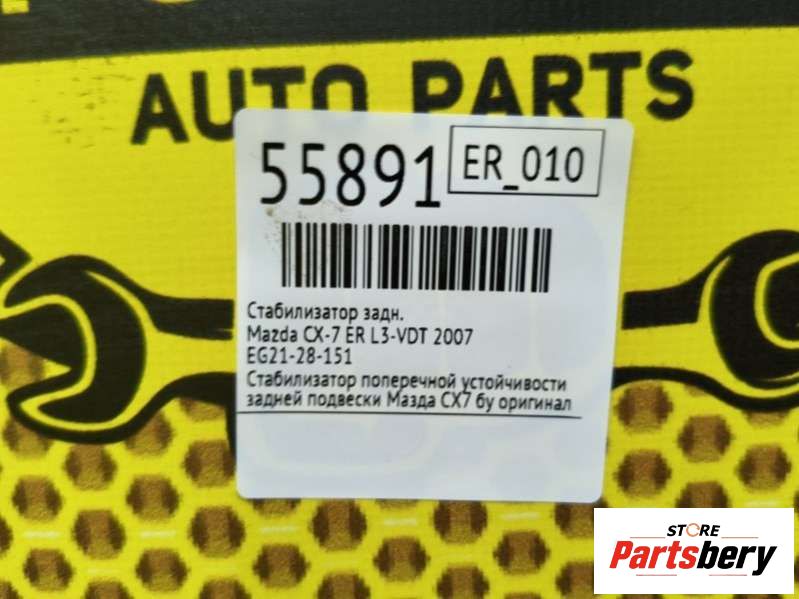 AUTO PARTS
55891
ER_010
Стабилизатор задн.
Mazda CX-7 ER L3-VDT 2007
EG21-28-151
Стабилизатор поперечной устойчивости
задней подвески Мазда СХ7 бу оригинал
STORE
Partsbery